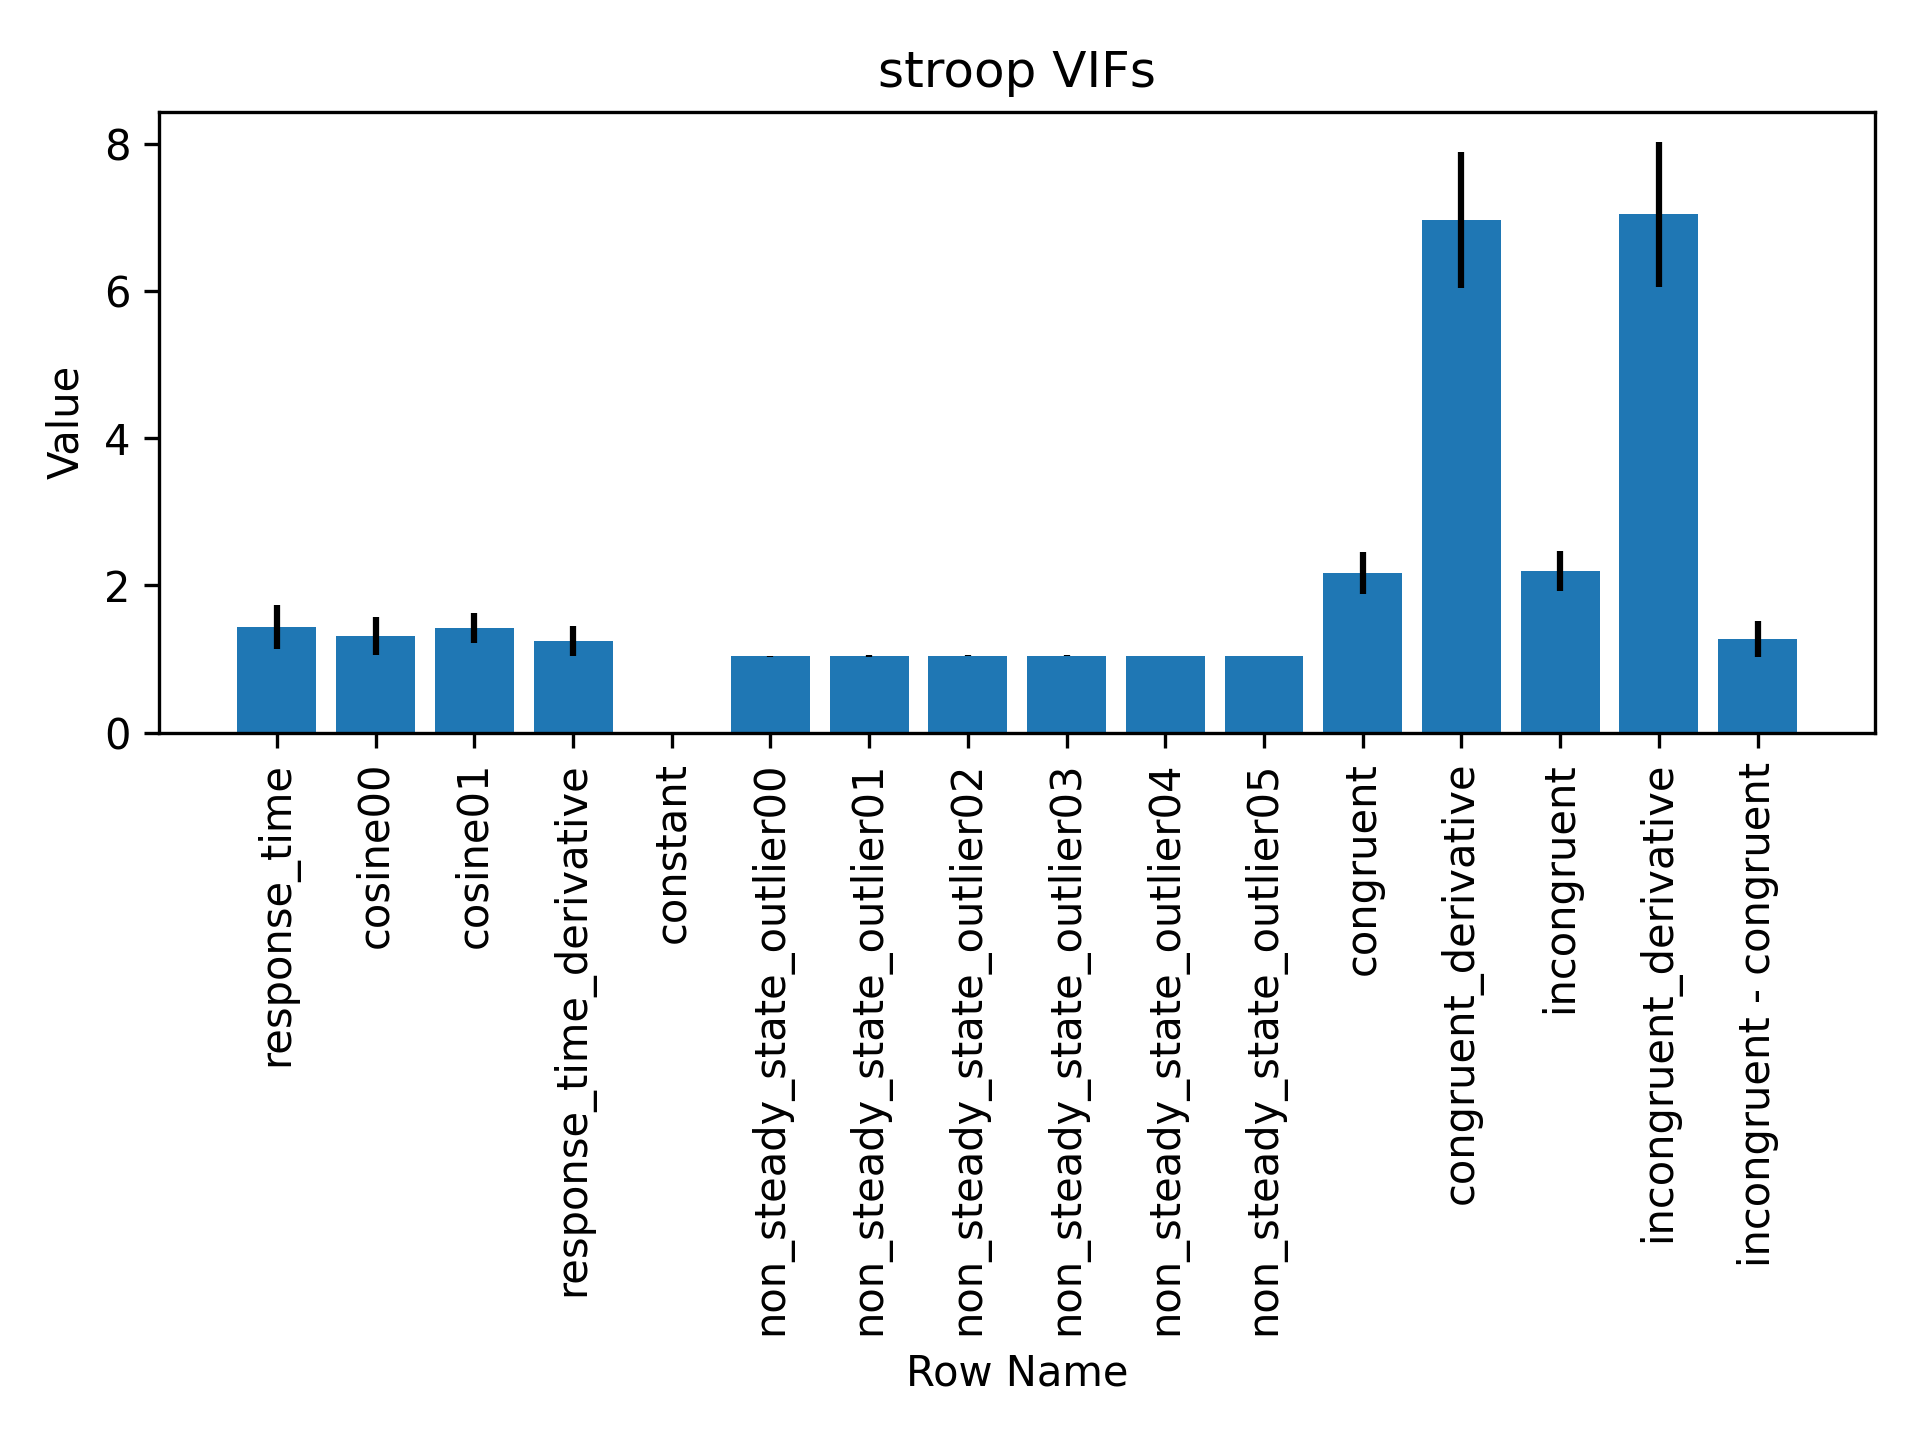 stroop VIFs
8
6
4
2
0
Value
response_time
cosine00
cosine01
response_time_derivative
constant
non_steady_state_outlier00
non_steady_state_outlier01
non_steady_state_outlier02
non_steady_state_outlier03
non_steady_state_outlier04
non_steady_state_outlier05
congruent
congruent_derivative
incongruent
incongruent_derivative
incongruent - congruent
Row Name